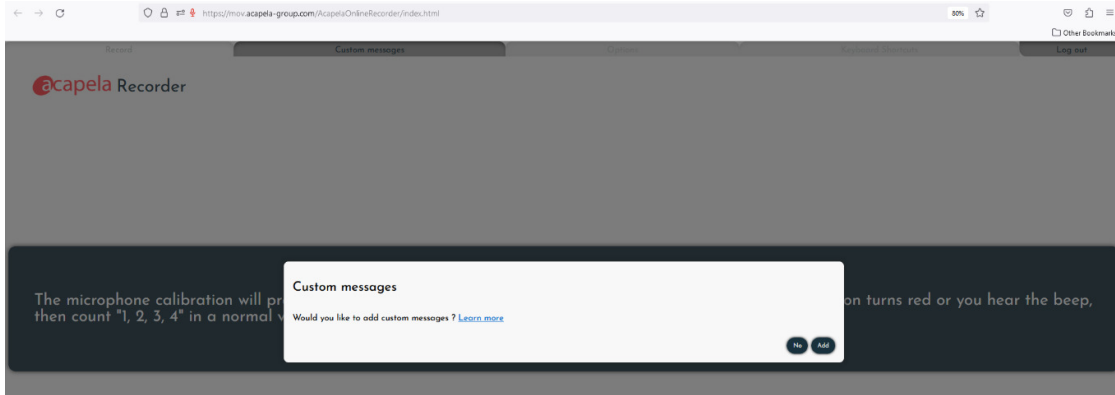 https://mov.acapela-group.com/AcapelaOnlineRecorder/index.html 80%
Other Bookmarks
Record Custom messages Options Log out
acapela Recorder
Custom messages
The microphone calibration will pr on turns red or you hear the beep,
then count "1, 2, 3, 4" in a normal v
Would you like to add custom messages ? Learn more
No Add